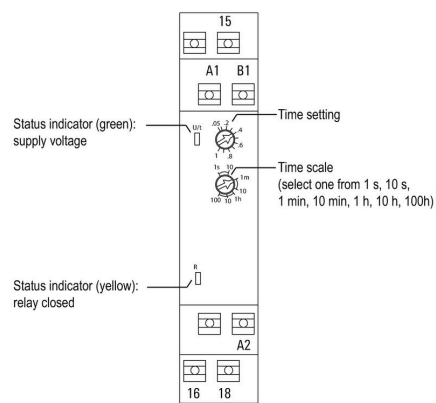 15
A1 B1
Status indicator (green):
supply voltage
U/t
.05 .2 .4 .6 .8 1
Time setting
1s 10 1m 10 1h 10 100
Time scale
(select one from 1 s, 10 s,
1 min, 10 min, 1 h, 10 h, 100h)
Status indicator (yellow):
relay closed
R
A2
16 18